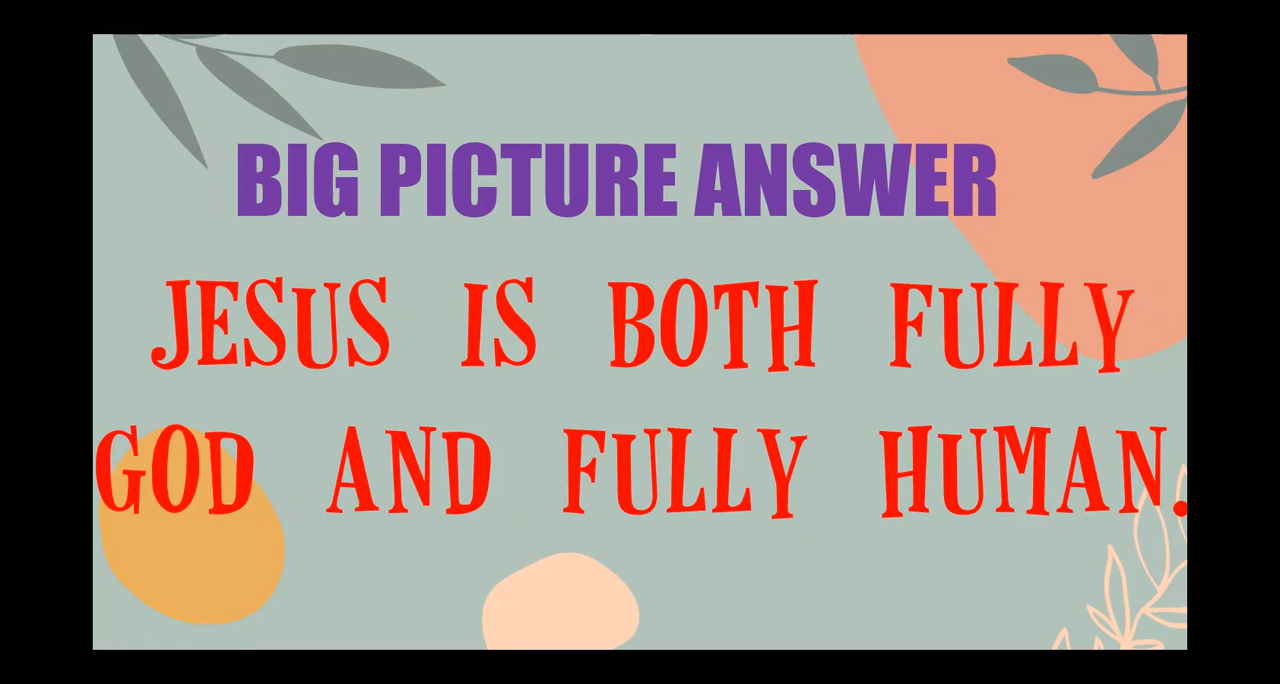 BIG PICTURE ANSWER
JESUS IS BOTH FULLY
GOD AND FULLY HUMAN.